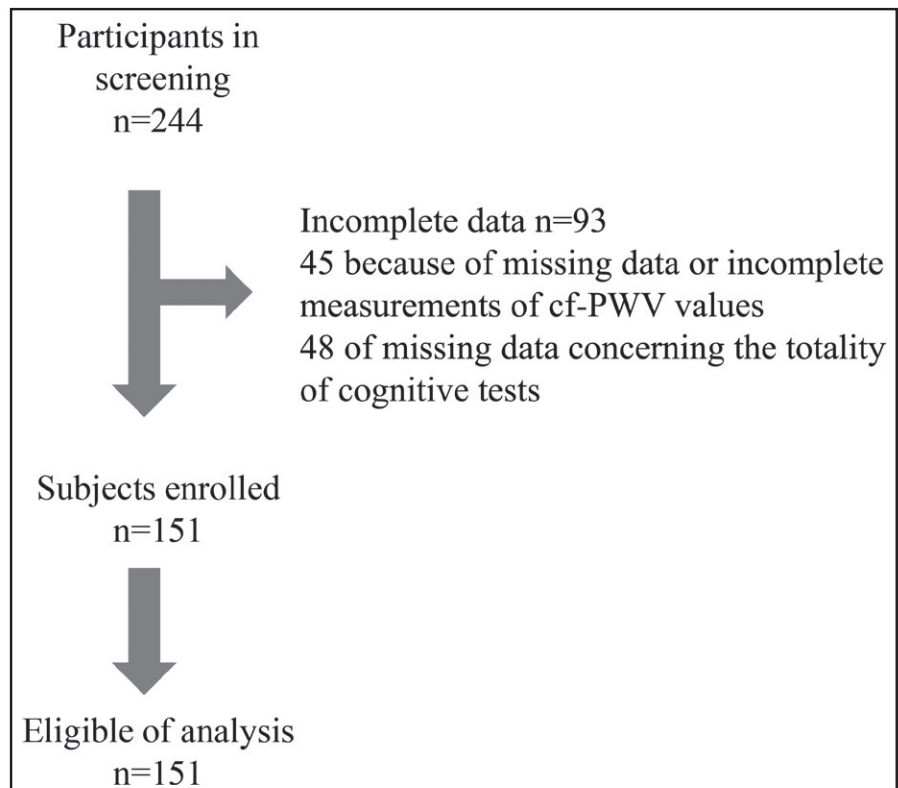 Participants in
screening
n=244
Incomplete data n=93
45 because of missing data or incomplete
measurements of cf-PWV values
48 of missing data concerning the totality
of cognitive tests
Subjects enrolled
n=151
Eligible of analysis
n=151